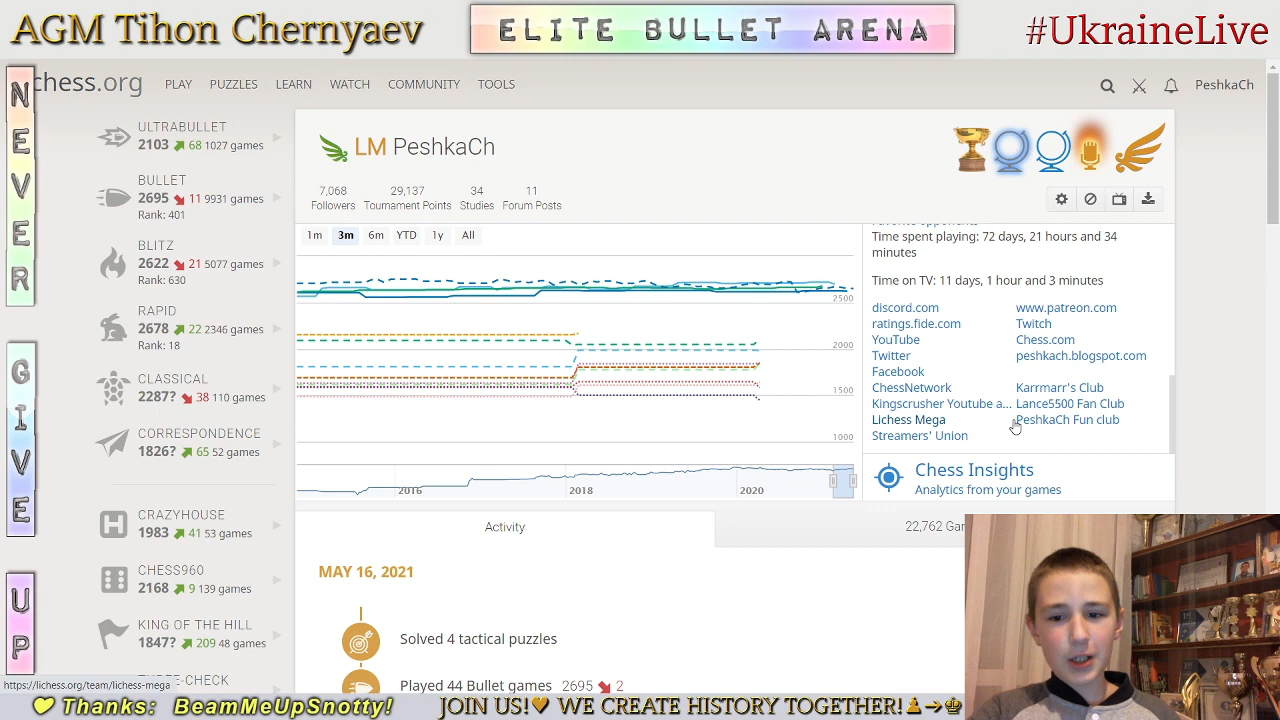 AGM Tihon Chernyaev
ELITE BULLET ARENA
#UkraineLive
NEVER
GIVE
UP
chess.org
PLAY PUZZLES LEARN WATCH COMMUNITY TOOLS
PeshkaCh
ULTRABULLET
2103 68 1027 games
BULLET
2695 11 9931 games
Rank: 401
BLITZ
2622 21 5077 games
Rank: 630
RAPID
2678 22 2346 games
Rank: 18
CLASSICAL
2287? 38 110 games
CORRESPONDENCE
1826? 65 52 games
CRAZYHOUSE
1983 41 53 games
CHESS960
2168 9 139 games
KING OF THE HILL
1847? 209 48 games
-CHECK
https://lichess.org/team/lichess-mega
LM PeshkaCh
7,068 29,137 34 11
Followers Tournament Points Studies Forum Posts
1m 3m 6m YTD 1y All
2500
2000
1500
1000
2016 2018 2020
Favorite opponents
Time spent playing: 72 days, 21 hours and 34
minutes
Time on TV: 11 days, 1 hour and 3 minutes
discord.com www.patreon.com
ratings.fide.com Twitch
YouTube Chess.com
Twitter peshkach.blogspot.com
Facebook
ChessNetwork Karrmarr's Club
Kingscrusher Youtube a... Lance5500 Fan Club
Lichess Mega PeshkaCh Fun club
Streamers' Union
Chess Insights
Analytics from your games
Activity 22,762 Gam
MAY 16, 2021
Solved 4 tactical puzzles
Played 44 Bullet games 2695 2
Thanks: BeamMeUpSnotty!
JOIN US!♥ WE CREATE HISTORY TOGETHER!♟→♔